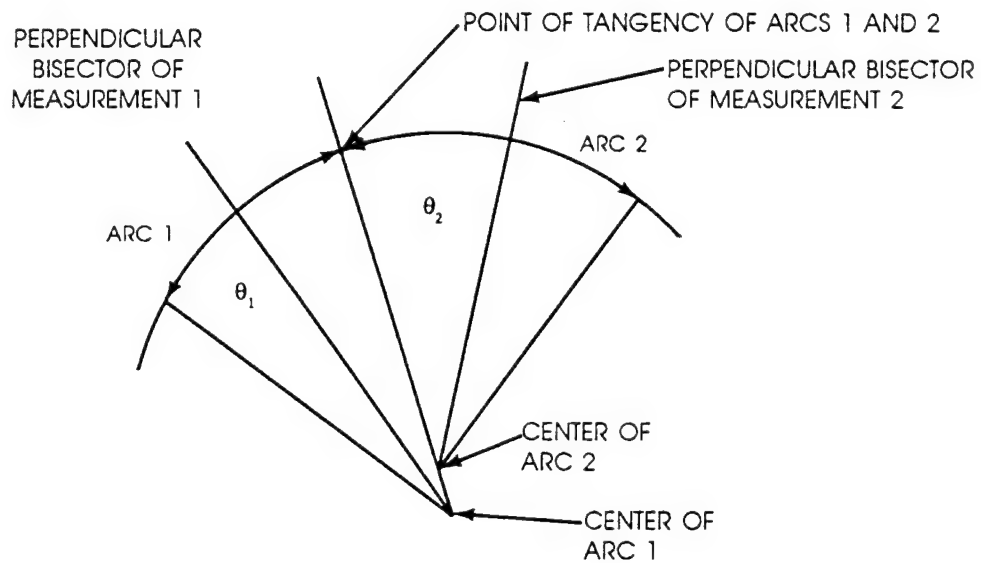 POINT OF TANGENCY OF ARCS 1 AND 2
PERPENDICULAR
BISECTOR OF
MEASUREMENT 1
PERPENDICULAR BISECTOR
OF MEASUREMENT 2
ARC 2
ARC 1
θ₂
θ₁
CENTER OF
ARC 2
CENTER OF
ARC 1